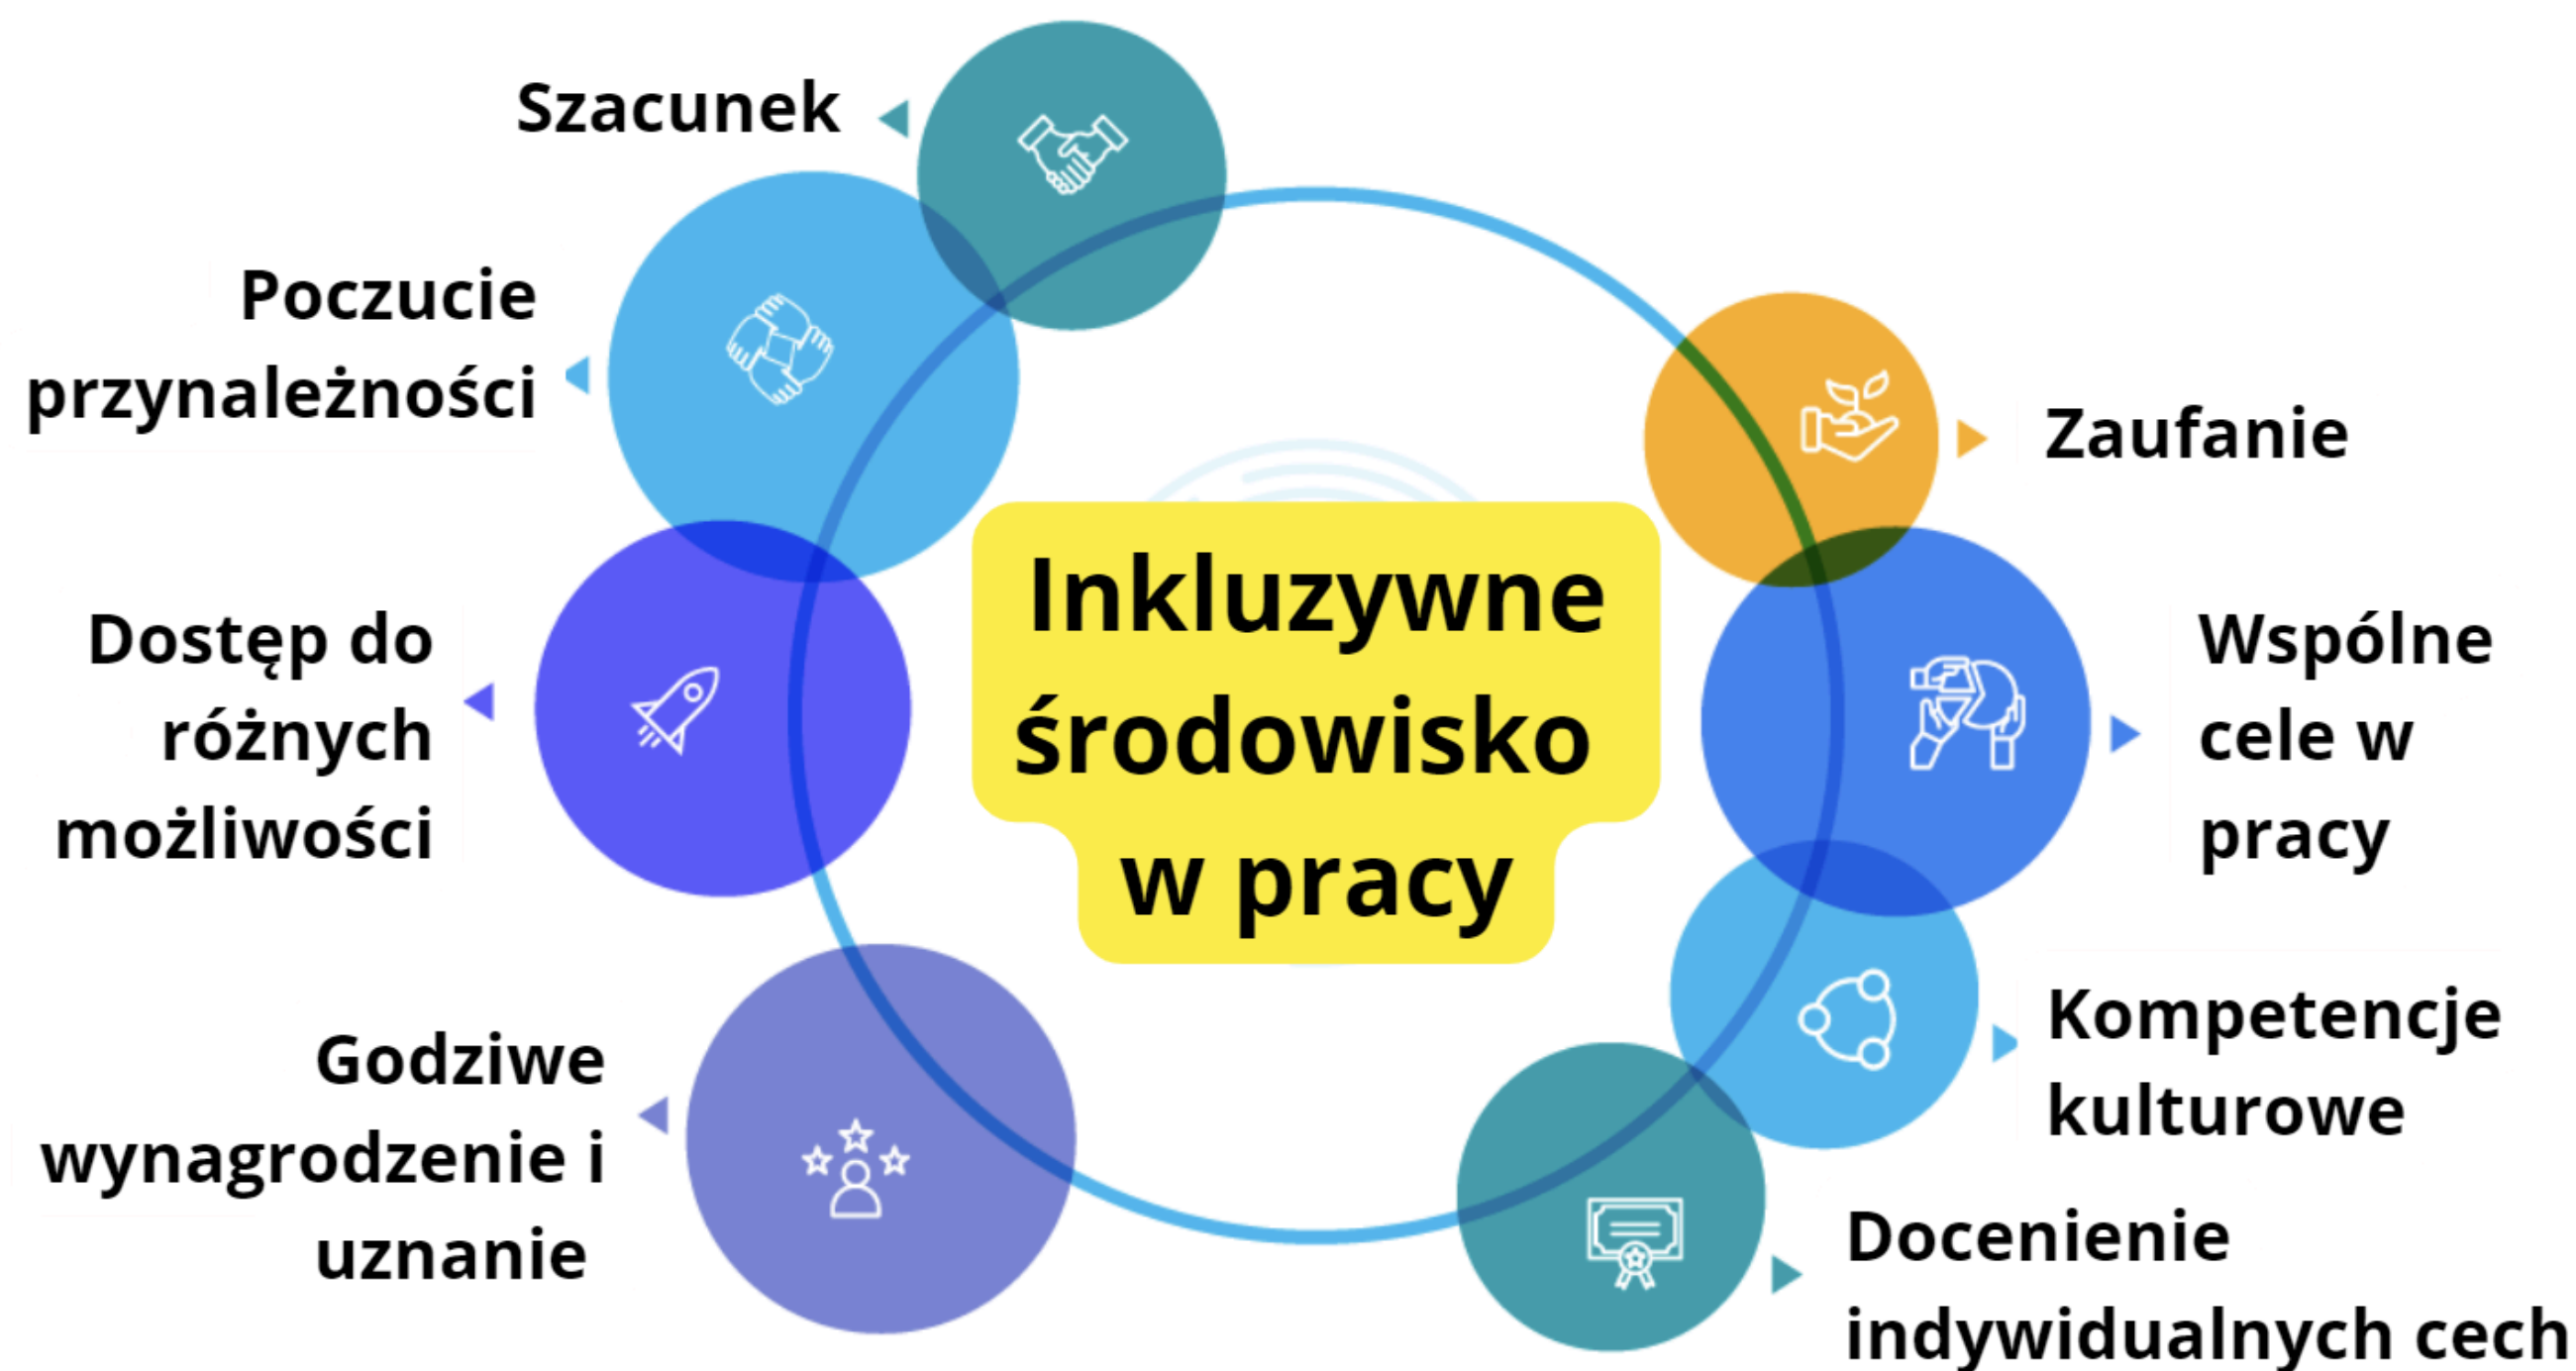 Szacunek
Poczucie
przynależności
Dostęp do
różnych
możliwości
Godziwe
wynagrodzenie i
uznanie
Inkluzywne
środowisko
w pracy
Zaufanie
Wspólne
cele w
pracy
Kompetencje
kulturowe
Docenienie
indywidualnych cech